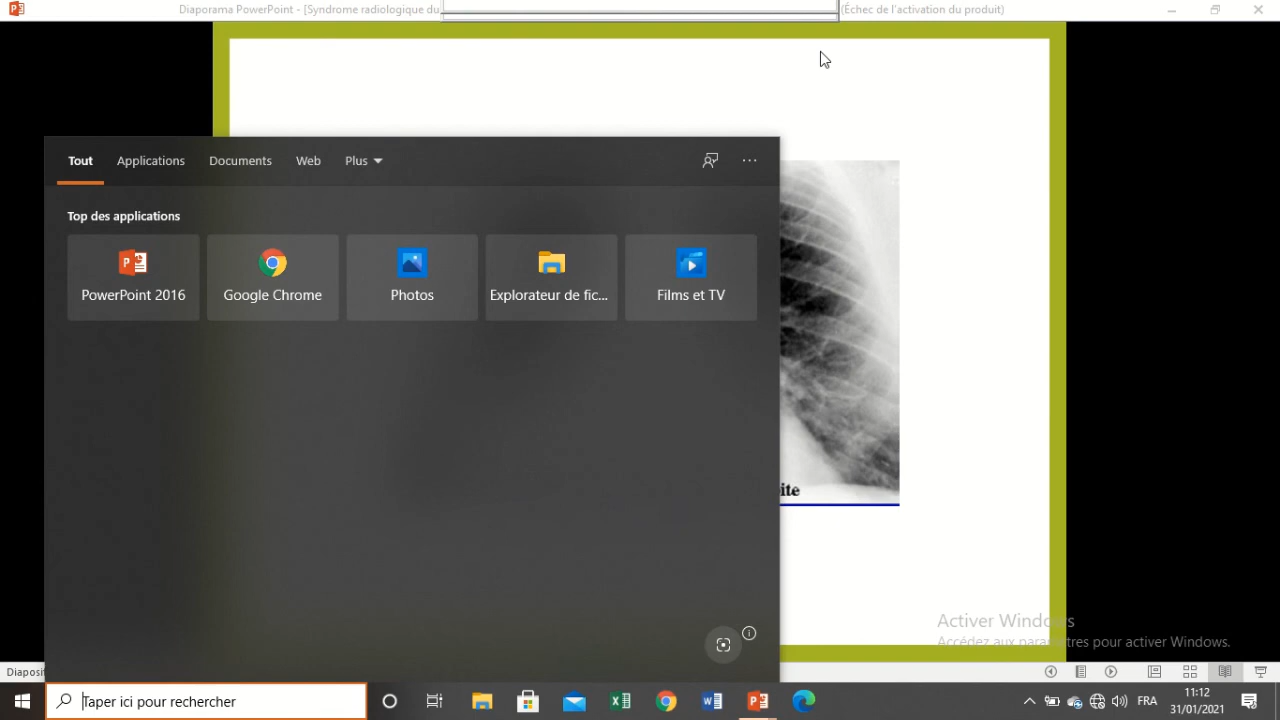 Diaporama PowerPoint - [Syndrome radiologique du
(Échec de l'activation du produit)
Tout Applications Documents Web Plus
Top des applications
PowerPoint 2016 Google Chrome Photos Explorateur de fic... Films et TV
ite
Activer Windows
Accédez aux paramètres pour activer Windows.
Diaposi
Taper ici pour rechercher
FRA
11:12
31/01/2021